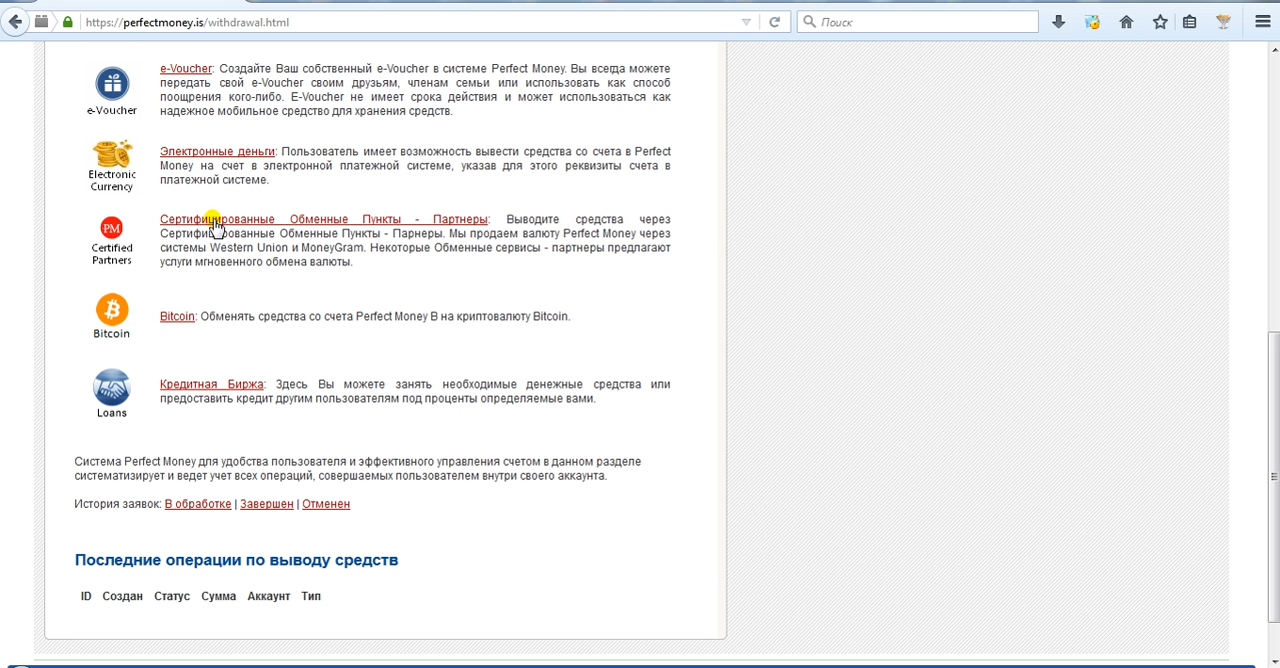 https://perfectmoney.is/withdrawal.html
Поиск
e-Voucher: Создайте Ваш собственный e-Voucher в системе Perfect Money. Вы всегда можете
передать свой e-Voucher своим друзьям, членам семьи или использовать как способ
поощрения кого-либо. E-Voucher не имеет срока действия и может использоваться как
надежное мобильное средство для хранения средств.
e-Voucher
Электронные деньги: Пользователь имеет возможность вывести средства со счета в Perfect
Money на счет в электронной платежной системе, указав для этого реквизиты счета в
платежной системе.
Electronic
Currency
Сертифицированные Обменные Пункты - Партнеры: Выводите средства через
Сертифицированные Обменные Пункты - Парнеры. Мы продаем валюту Perfect Money через
системы Western Union и MoneyGram. Некоторые Обменные сервисы - партнеры предлагают
услуги мгновенного обмена валюты.
PM
Certified
Partners
Bitcoin: Обменять средства со счета Perfect Money B на криптовалюту Bitcoin.
Bitcoin
Кредитная Биржа: Здесь Вы можете занять необходимые денежные средства или
предоставить кредит другим пользователям под проценты определяемые вами.
Loans
Система Perfect Money для удобства пользователя и эффективного управления счетом в данном разделе
систематизирует и ведет учет всех операций, совершаемых пользователем внутри своего аккаунта.
История заявок: В обработке | Завершен | Отменен
Последние операции по выводу средств
ID Создан Статус Сумма Аккаунт Тип